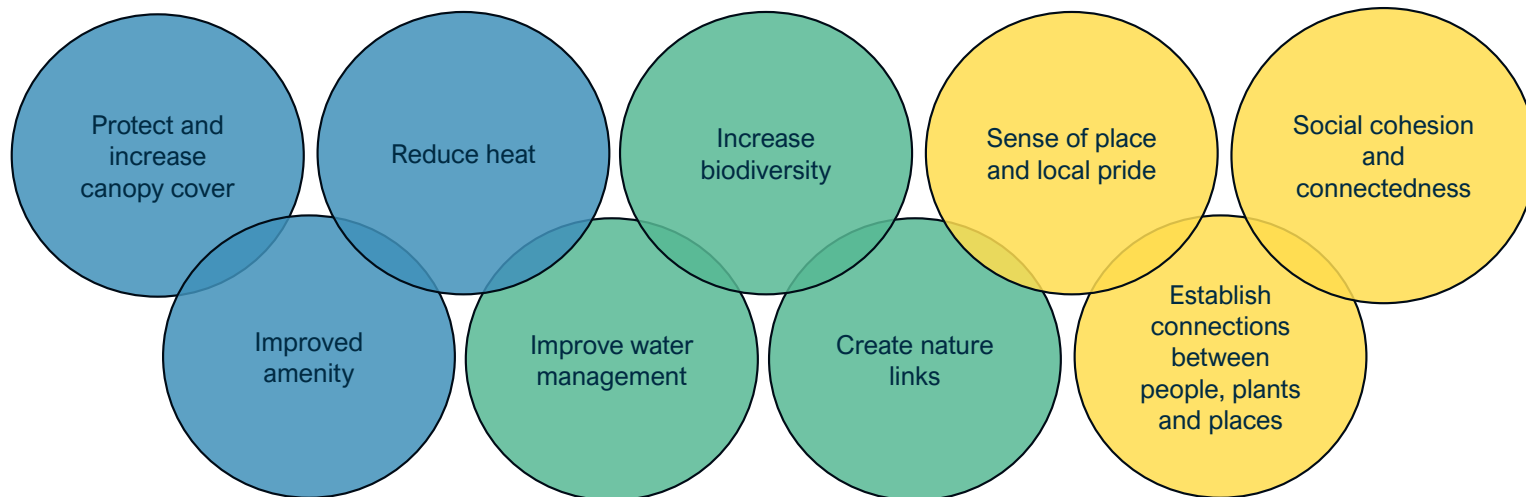 Protect and
increase
canopy cover
Reduce heat
Increase
biodiversity
Sense of place
and local pride
Social cohesion
and
connectedness
Improved
amenity
Improve water
management
Create nature
links
Establish
connections
between
people, plants
and places